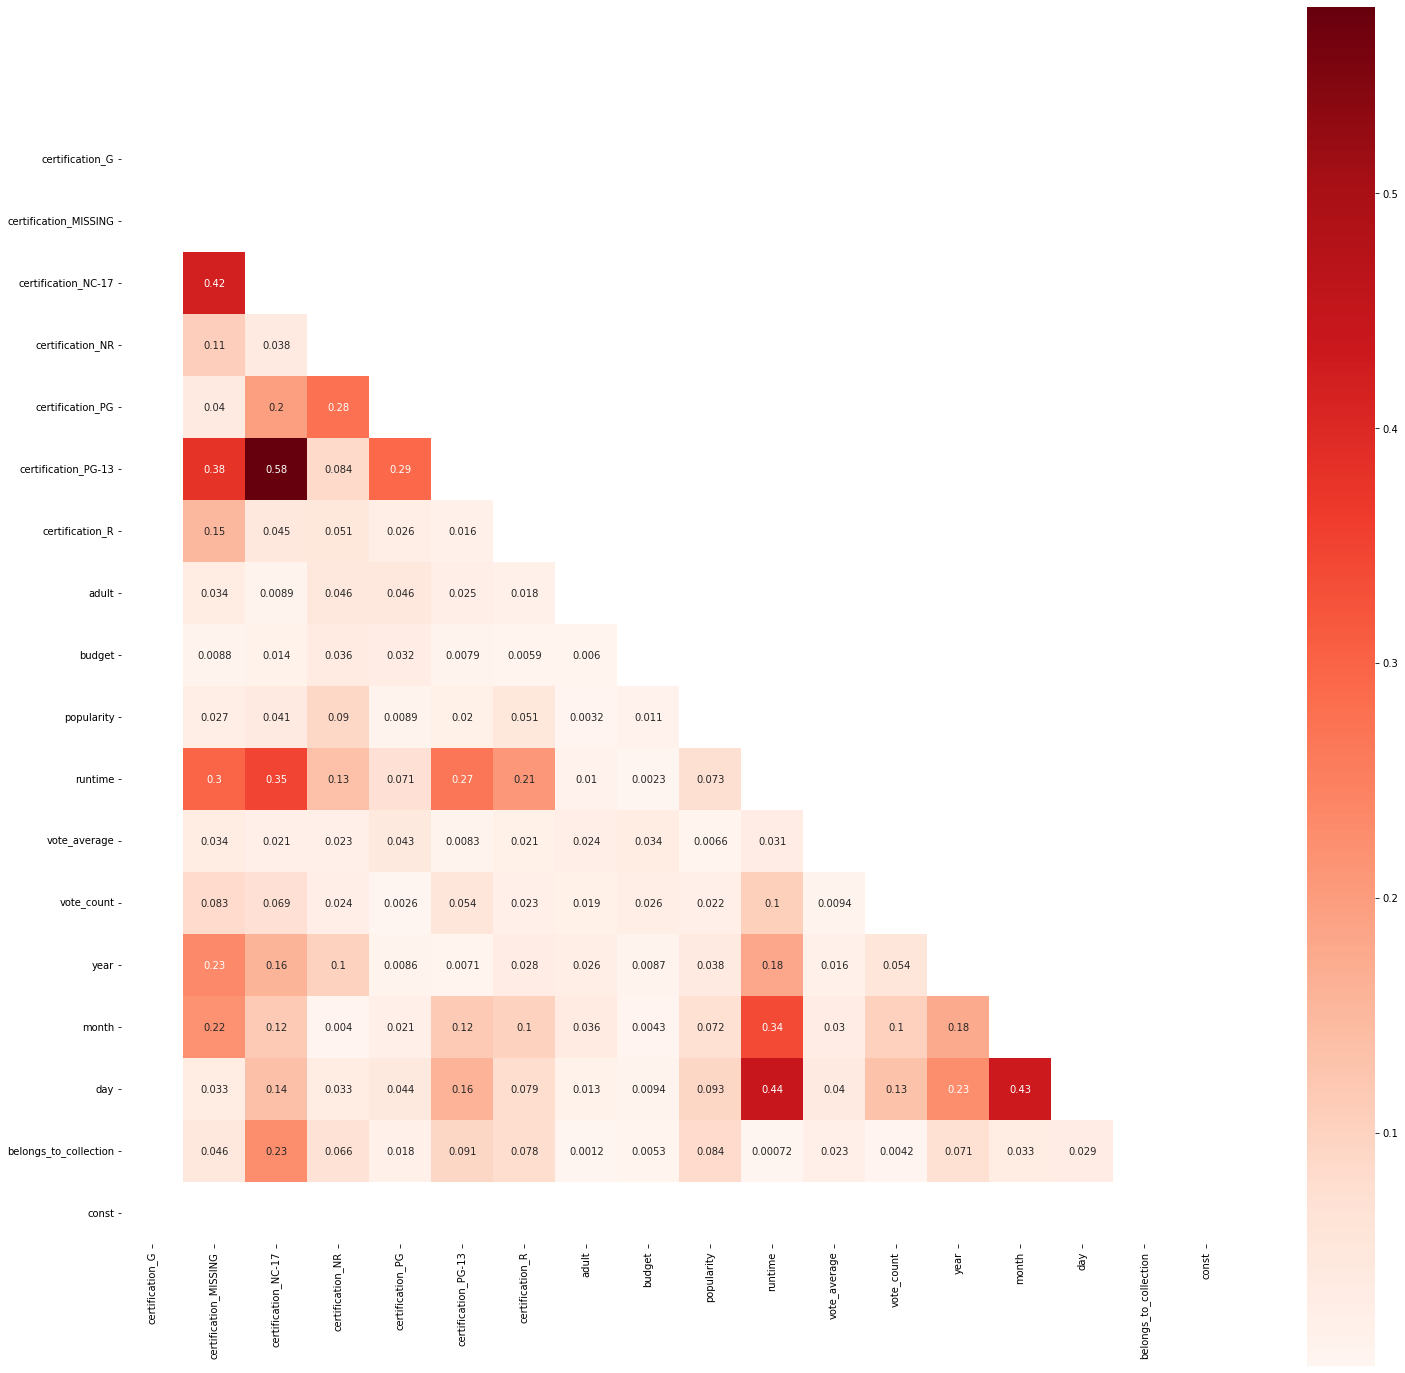 0.5
certification_G
certification_MISSING
certification_NC-17 0.42
0.4
certification_NR 0.11 0.038
certification_PG 0.04 0.2 0.28
certification_PG-13 0.38 0.58 0.084 0.29
certification_R 0.15 0.045 0.051 0.026 0.016
adult 0.034 0.0089 0.046 0.046 0.025 0.018
budget 0.0088 0.014 0.036 0.032 0.0079 0.0059 0.006
0.3
popularity 0.027 0.041 0.09 0.0089 0.02 0.051 0.0032 0.011
runtime 0.3 0.35 0.13 0.071 0.27 0.21 0.01 0.0023 0.073
vote_average 0.034 0.021 0.023 0.043 0.0083 0.021 0.024 0.034 0.0066 0.031
0.2
vote_count 0.083 0.069 0.024 0.0026 0.054 0.023 0.019 0.026 0.022 0.1 0.0094
year 0.23 0.16 0.1 0.0086 0.0071 0.028 0.026 0.0087 0.038 0.18 0.016 0.054
month 0.22 0.12 0.004 0.021 0.12 0.1 0.036 0.0043 0.072 0.34 0.03 0.1 0.18
day 0.033 0.14 0.033 0.044 0.16 0.079 0.013 0.0094 0.093 0.44 0.04 0.13 0.23 0.43
0.1
belongs_to_collection 0.046 0.23 0.066 0.018 0.091 0.078 0.0012 0.0053 0.084 0.00072 0.023 0.0042 0.071 0.033 0.029
const
certification_G
certification_MISSING
certification_NC-17
certification_NR
certification_PG
certification_PG-13
certification_R
adult
budget
popularity
runtime
vote_average
vote_count
year
month
day
belongs_to_collection
const